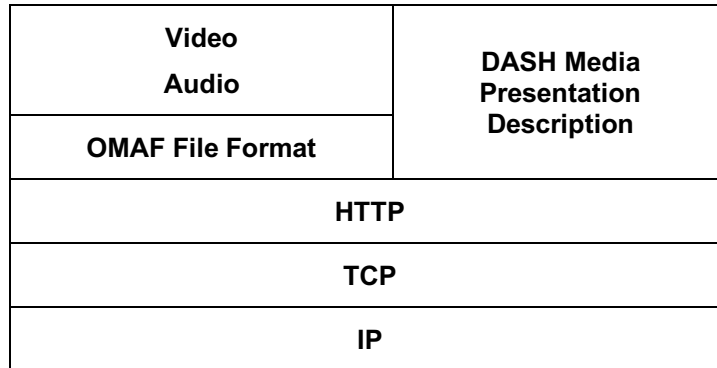 Video
Audio
DASH Media
Presentation
Description
OMAF File Format
HTTP
TCP
IP